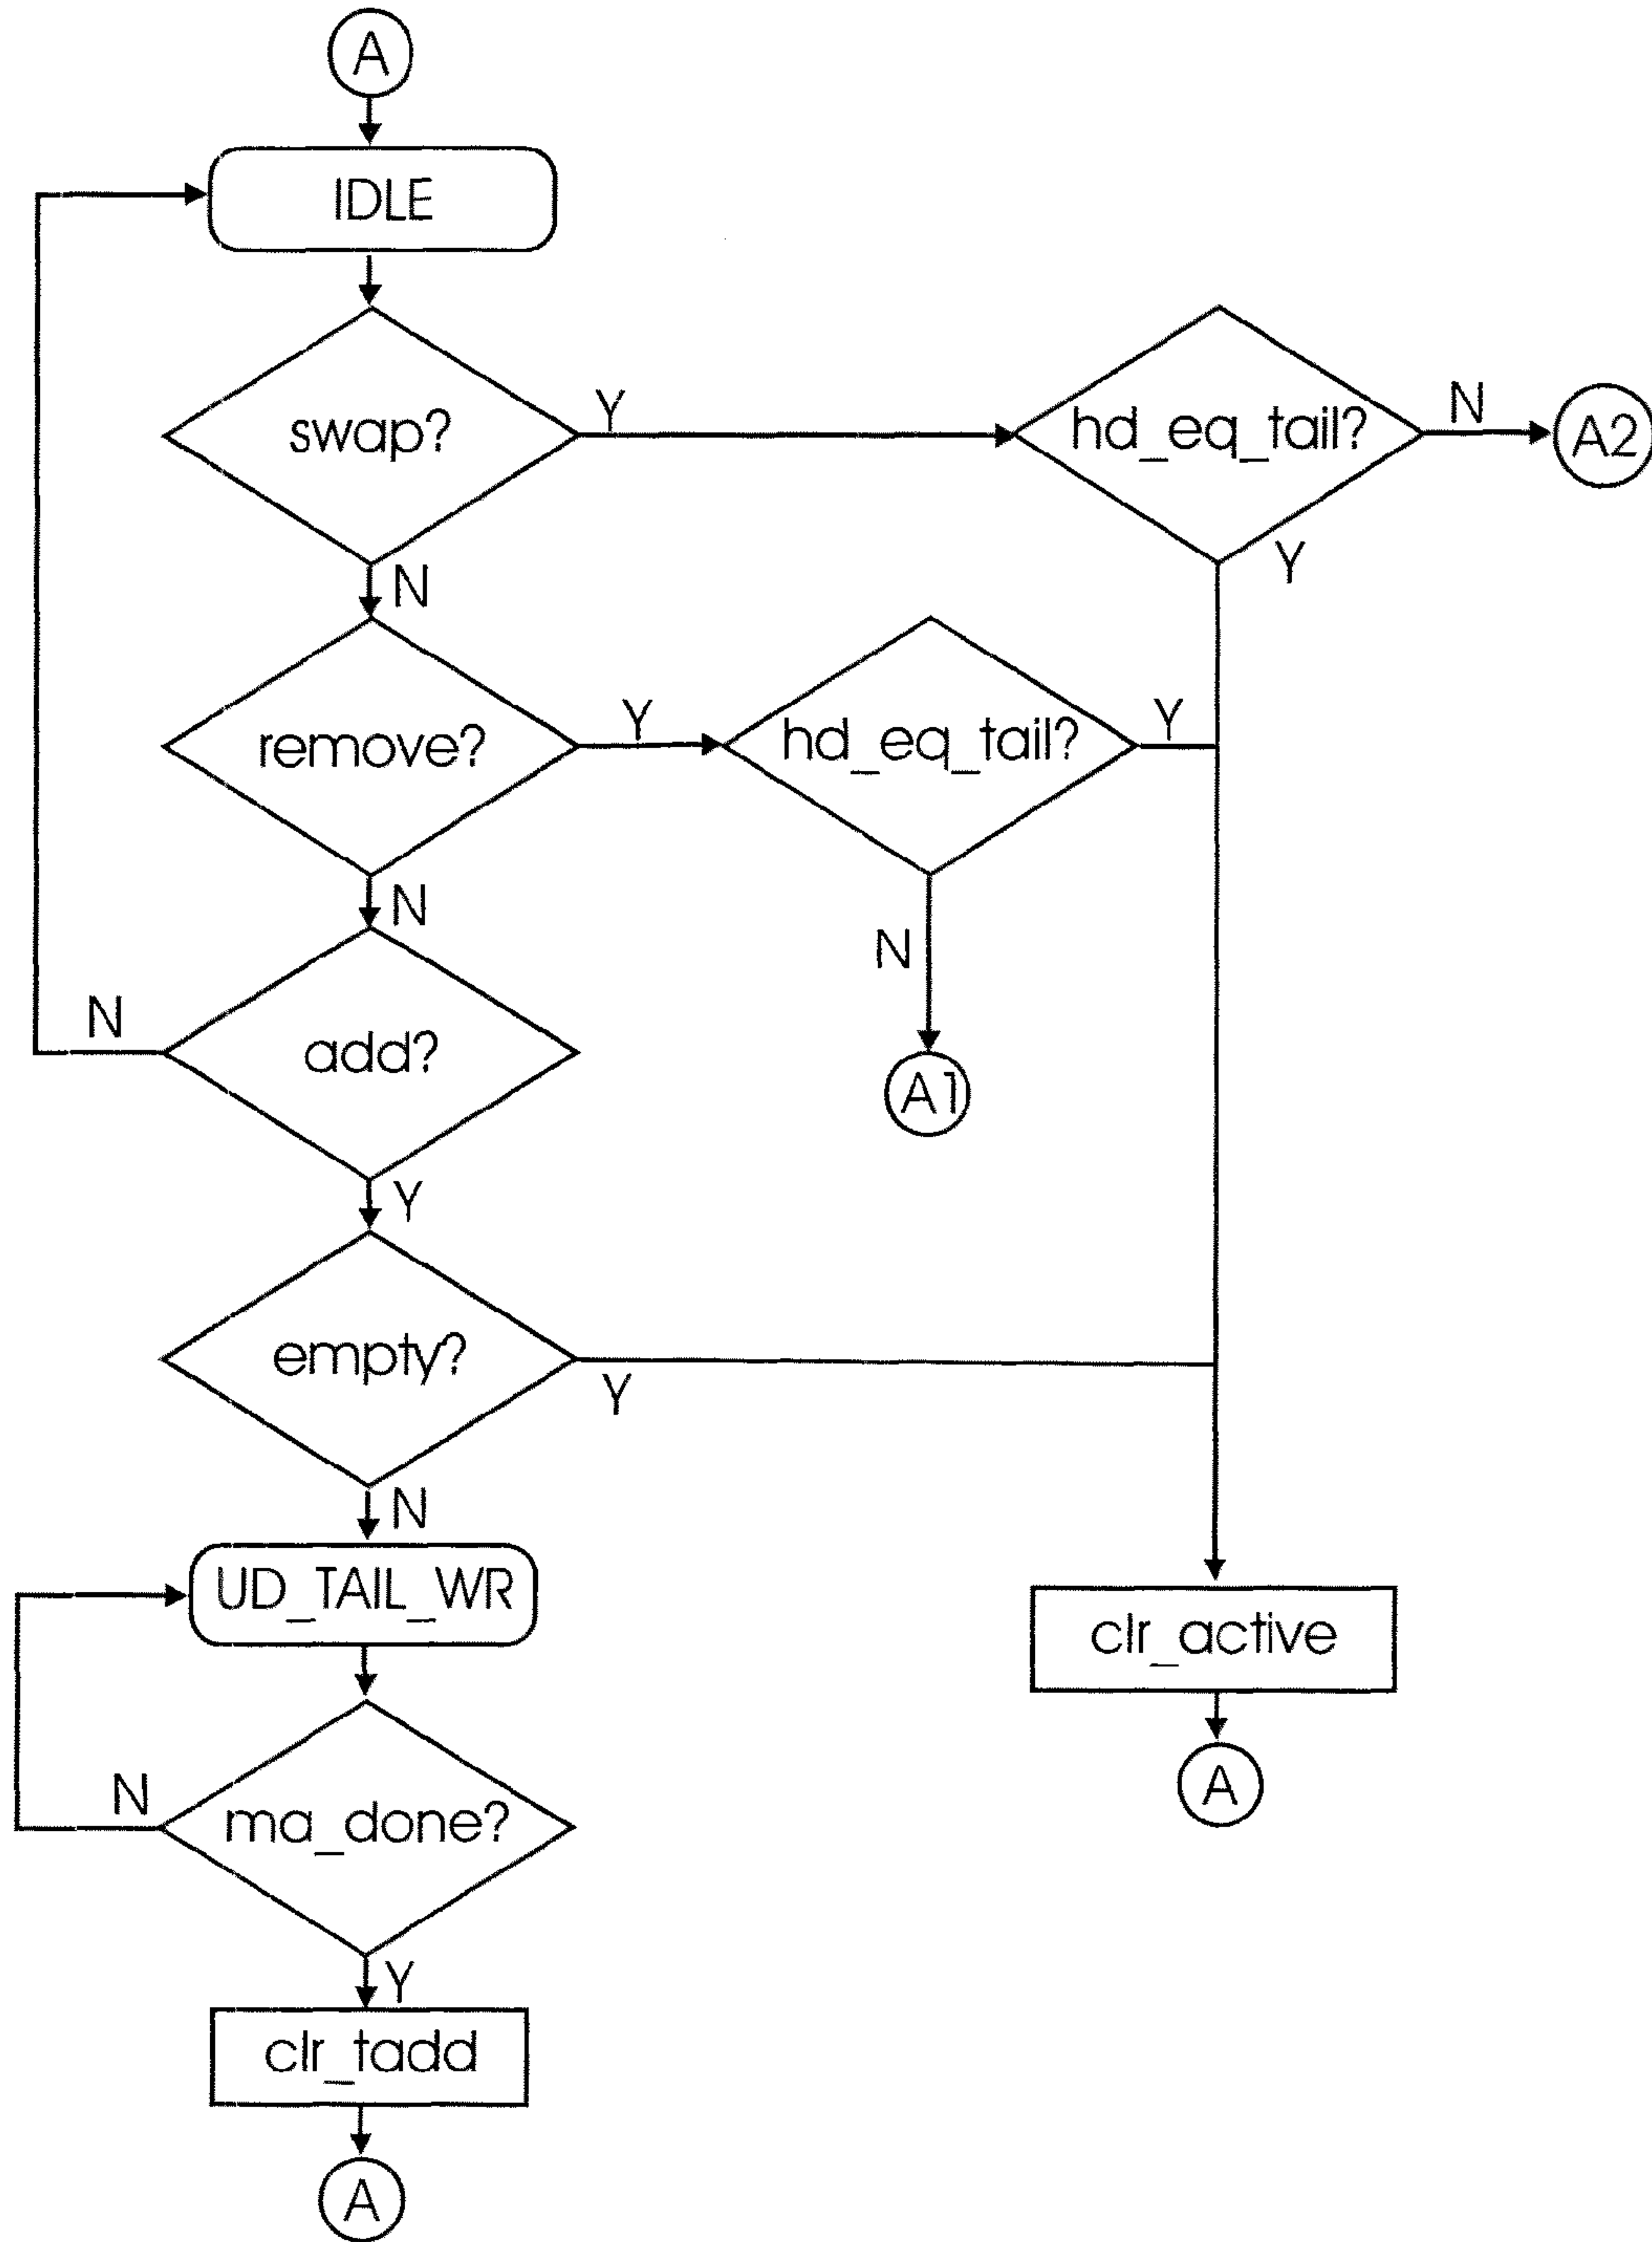 A
IDLE
swap?
Y
hd_eq_tail?
N
A2
Y
N
remove?
Y
hd_eq_tail?
Y
N
N
A1
add?
N
Y
empty?
Y
N
UD_TAIL_WR
clr_active
A
ma_done?
N
Y
clr_tadd
A